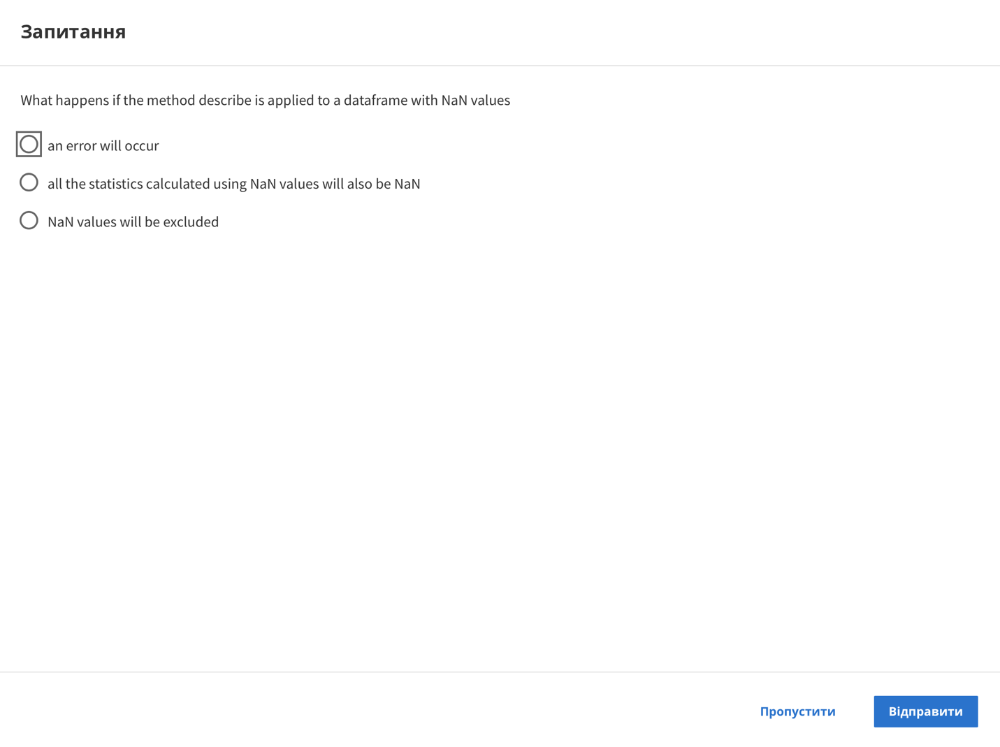 Запитання
What happens if the method describe is applied to a dataframe with NaN values
an error will occur
all the statistics calculated using NaN values will also be NaN
NaN values will be excluded
Пропустити
Відправити